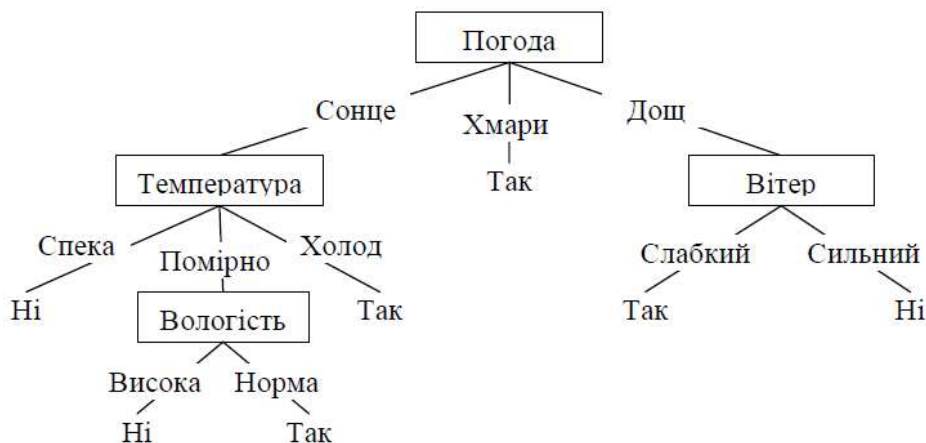 Погода
Сонце Хмари Дощ
Температура Так Вітер
Спека Помірно Холод Слабкий Сильний
Ні Вологість Так Так Ні
Висока Норма
Ні Так